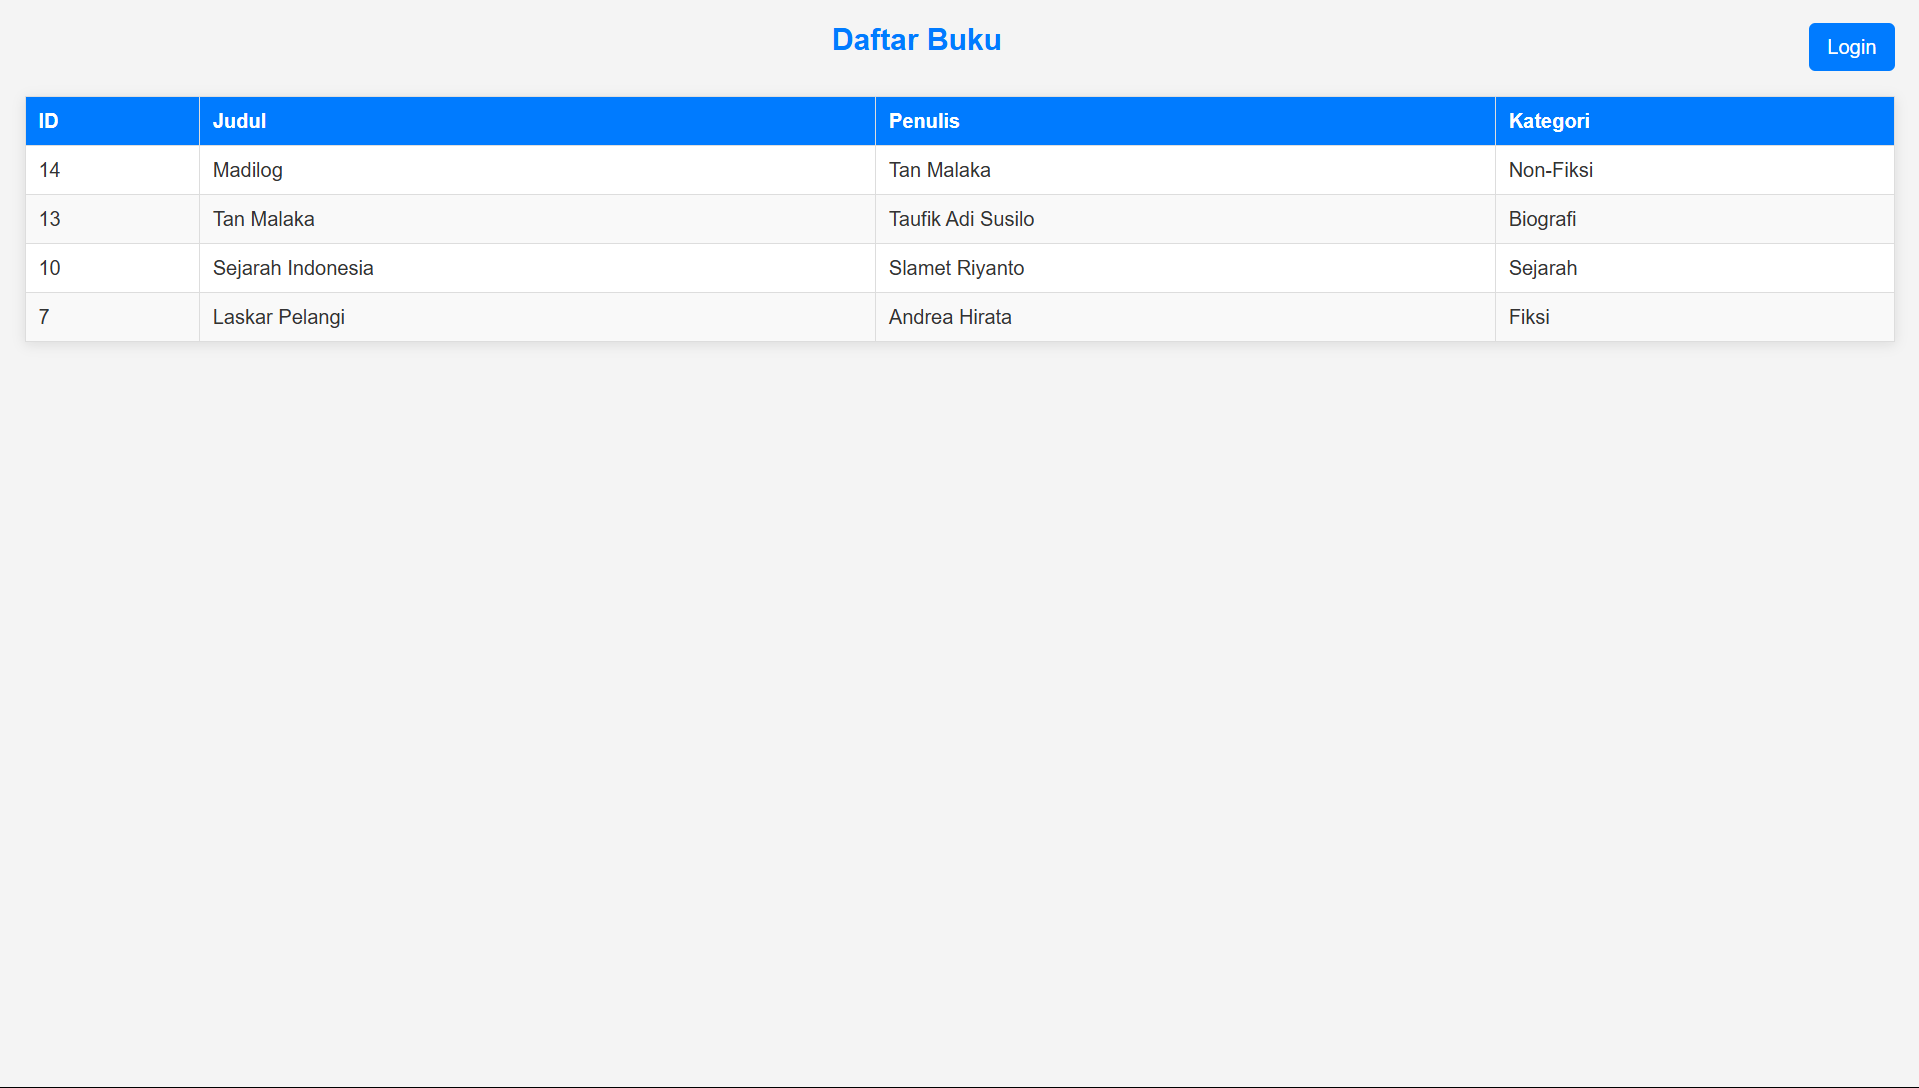 Daftar Buku
Login
ID Judul Penulis Kategori
14 Madilog Tan Malaka Non-Fiksi
13 Tan Malaka Taufik Adi Susilo Biografi
10 Sejarah Indonesia Slamet Riyanto Sejarah
7 Laskar Pelangi Andrea Hirata Fiksi